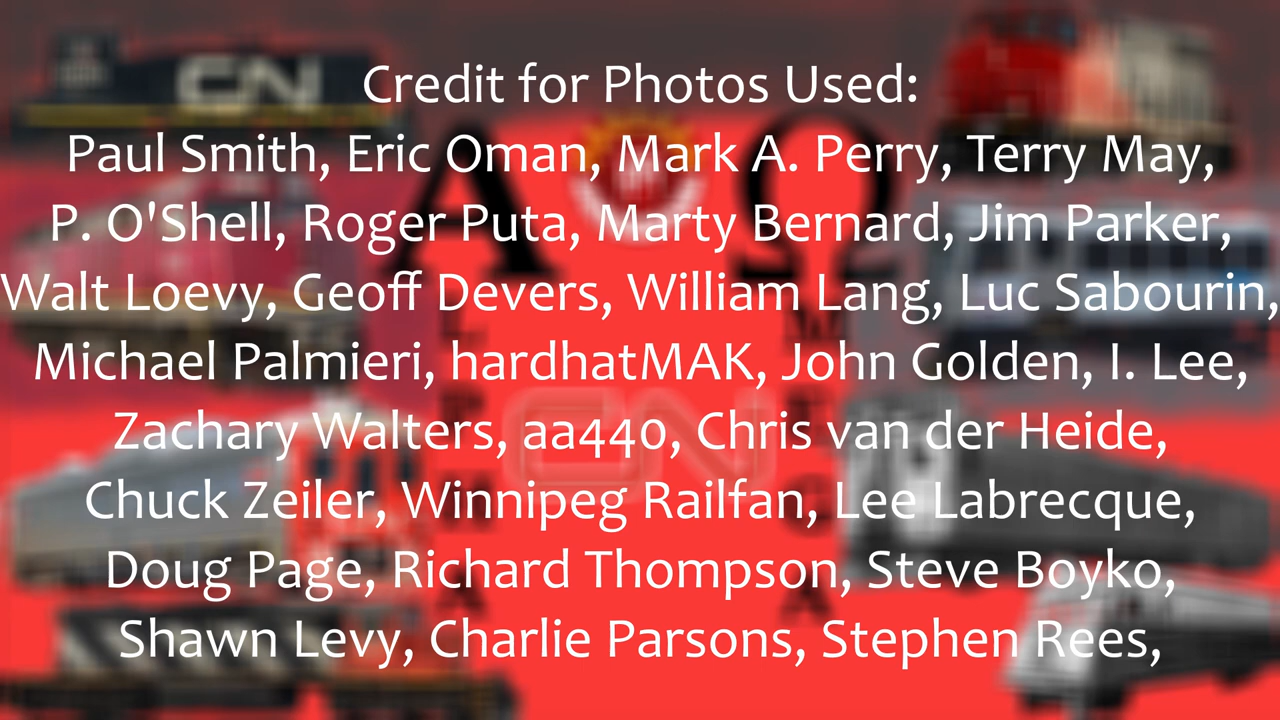 Credit for Photos Used:
Paul Smith, Eric Oman, Mark A. Perry, Terry May,
P. O'Shell, Roger Puta, Marty Bernard, Jim Parker,
Walt Loevy, Geoff Devers, William Lang, Luc Sabourin,
Michael Palmieri, hardhatMAK, John Golden, I. Lee,
Zachary Walters, aa440, Chris van der Heide,
Chuck Zeiler, Winnipeg Railfan, Lee Labrecque,
Doug Page, Richard Thompson, Steve Boyko,
Shawn Levy, Charlie Parsons, Stephen Rees,
CN
CN
Α Ω